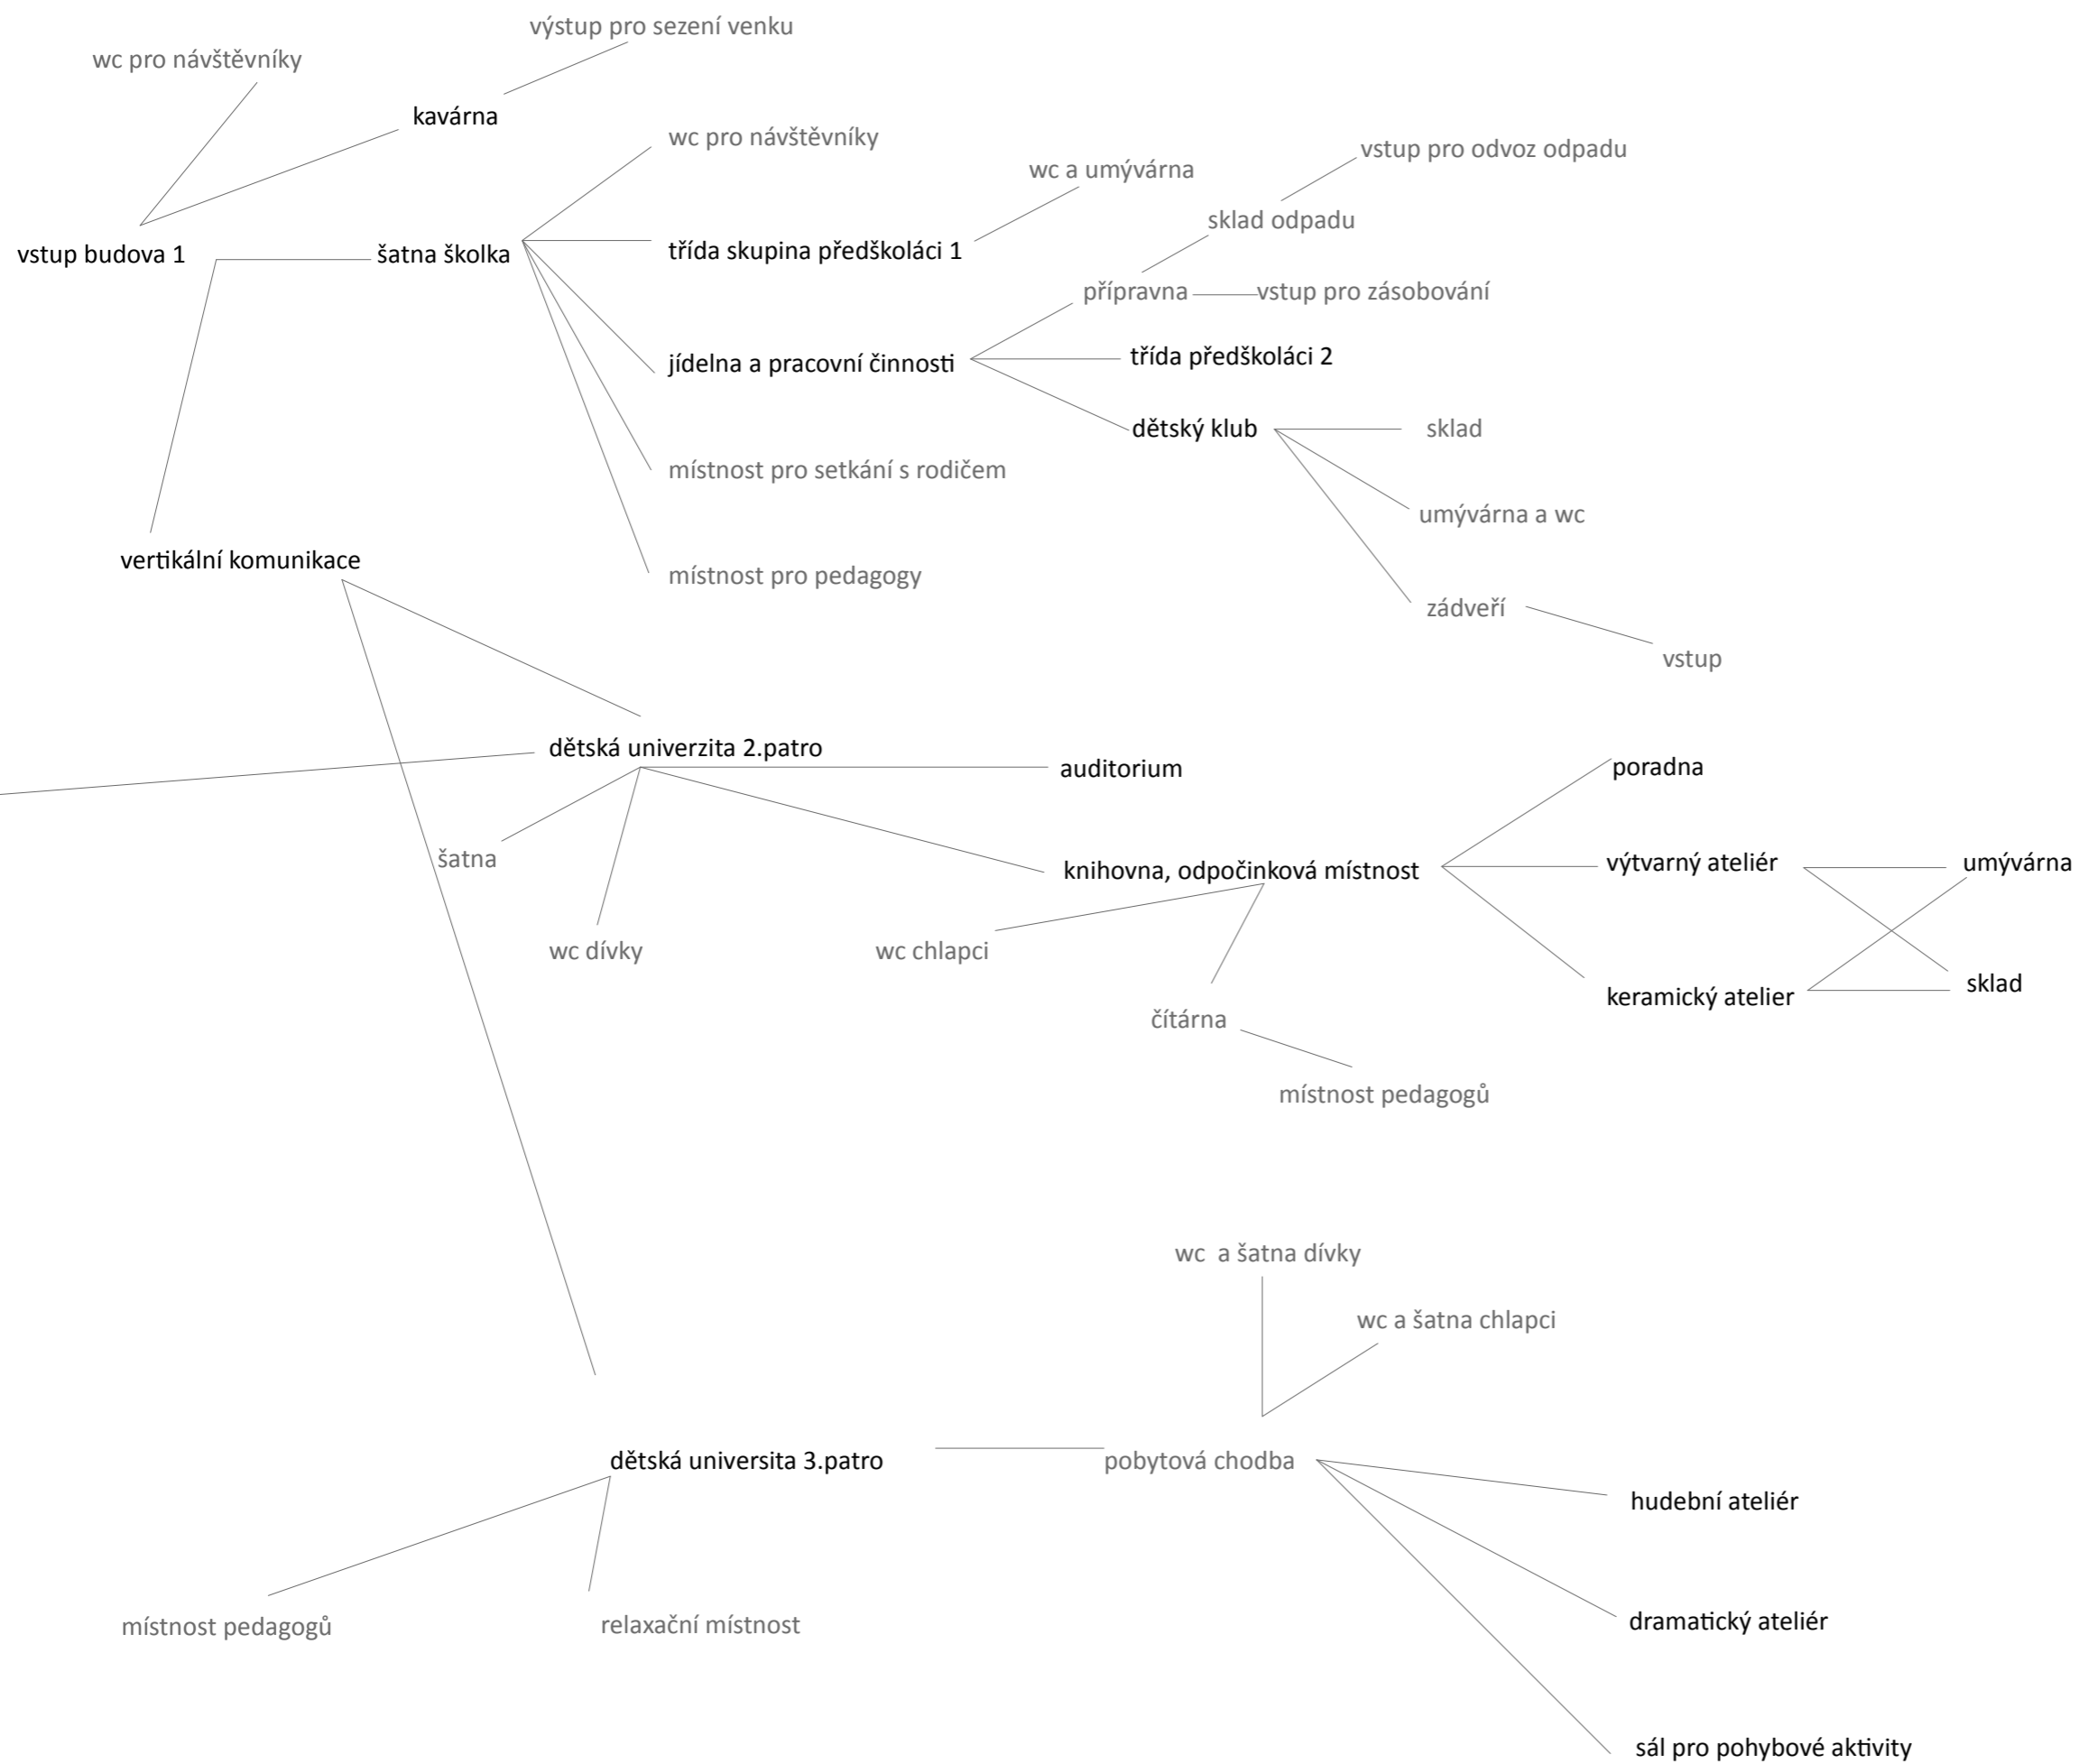 výstup pro sezení venku
wc pro návštěvníky
kavárna
wc pro návštěvníky
vstup pro odvoz odpadu
wc a umývárna
sklad odpadu
vstup budova 1
šatna školka
třída skupina předškoláci 1
přípravna
vstup pro zásobování
jídelna a pracovní činnosti
třída předškoláci 2
dětský klub
sklad
místnost pro setkání s rodičem
umývárna a wc
vertikální komunikace
místnost pro pedagogy
zádveří
vstup
dětská univerzita 2.patro
auditorium
poradna
šatna
knihovna, odpočinková místnost
výtvarný ateliér
umývárna
wc dívky
wc chlapci
keramický atelier
sklad
čítárna
místnost pedagogů
wc  a šatna dívky
wc a šatna chlapci
dětská universita 3.patro
pobytová chodba
hudební ateliér
místnost pedagogů
relaxační místnost
dramatický ateliér
sál pro pohybové aktivity